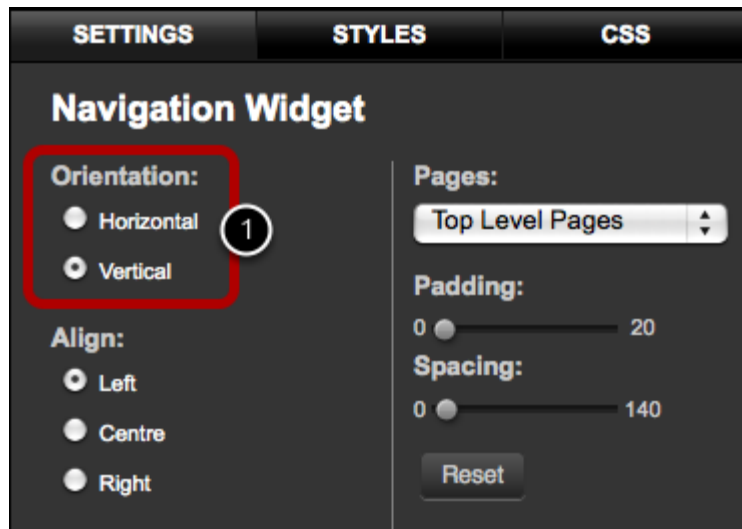 SETTINGS STYLES CSS
Navigation Widget
Orientation:
Horizontal
1
Vertical
Align:
Left
Centre
Right
Pages:
Top Level Pages
Padding:
0 20
Spacing:
0 140
Reset